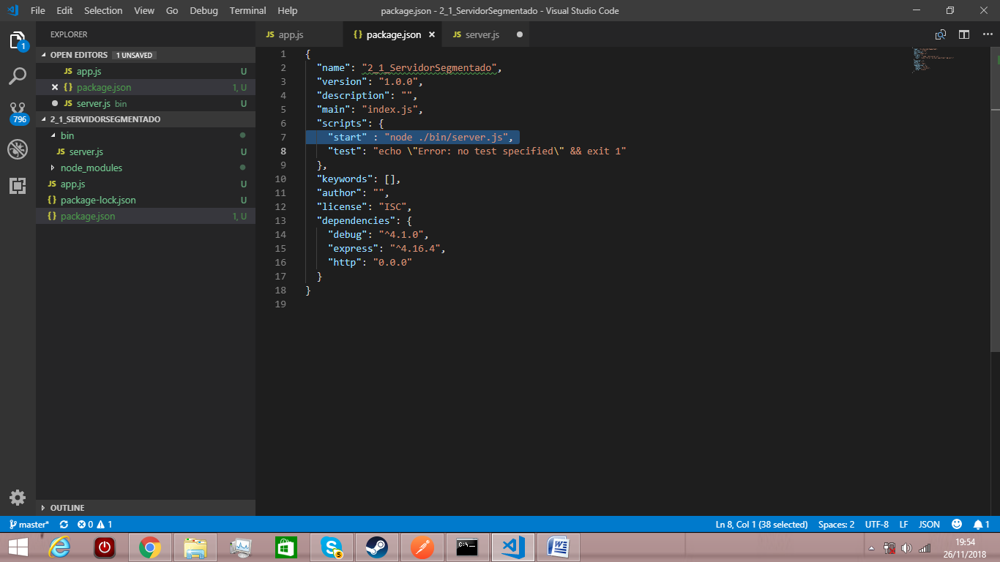 File Edit Selection View Go Debug Terminal Help
package.json - 2_1_ServidorSegmentado - Visual Studio Code
EXPLORER
OPEN EDITORS 1 UNSAVED
JS app.js U
{} package.json 1, U
JS server.js bin U
2_1_SERVIDORSEGMENTADO
bin
JS server.js U
node_modules
JS app.js U
{} package-lock.json U
{} package.json 1, U
OUTLINE
1
796
JS app.js
{} package.json
JS server.js
1 {
2 "name": "2_1_ServidorSegmentado",
3 "version": "1.0.0",
4 "description": "",
5 "main": "index.js",
6 "scripts": {
7 "start" : "node ./bin/server.js",
8 "test": "echo \"Error: no test specified\" && exit 1"
9 },
10 "keywords": [],
11 "author": "",
12 "license": "ISC",
13 "dependencies": {
14 "debug": "^4.1.0",
15 "express": "^4.16.4",
16 "http": "0.0.0"
17 }
18 }
19
master* 0 1
Ln 8, Col 1 (38 selected) Spaces: 2 UTF-8 LF JSON 1
5
C:\_
19:54
26/11/2018